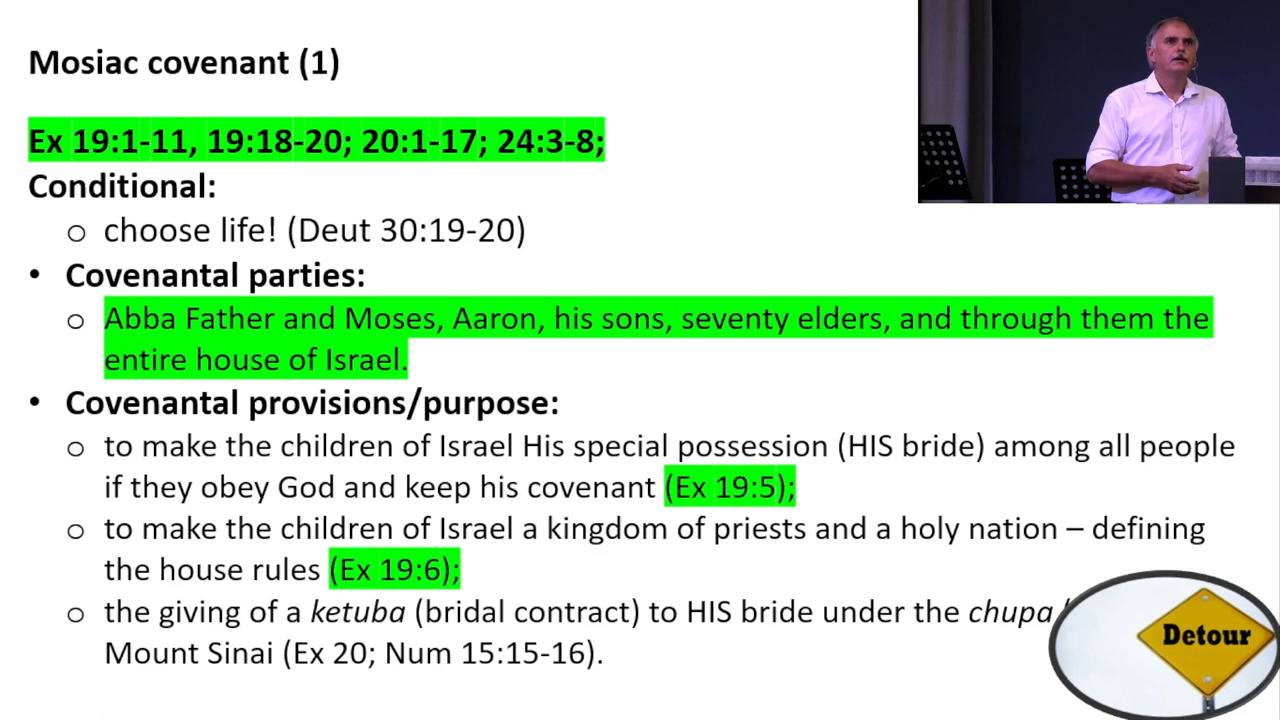 Mosiac covenant (1)
Ex 19:1-11, 19:18-20; 20:1-17; 24:3-8;
Conditional:
o choose life! (Deut 30:19-20)
• Covenantal parties:
o Abba Father and Moses, Aaron, his sons, seventy elders, and through them the
entire house of Israel.
• Covenantal provisions/purpose:
o to make the children of Israel His special possession (HIS bride) among all people
if they obey God and keep his covenant (Ex 19:5);
o to make the children of Israel a kingdom of priests and a holy nation – defining
the house rules (Ex 19:6);
o the giving of a ketuba (bridal contract) to HIS bride under the chupa
Mount Sinai (Ex 20; Num 15:15-16).
Detour